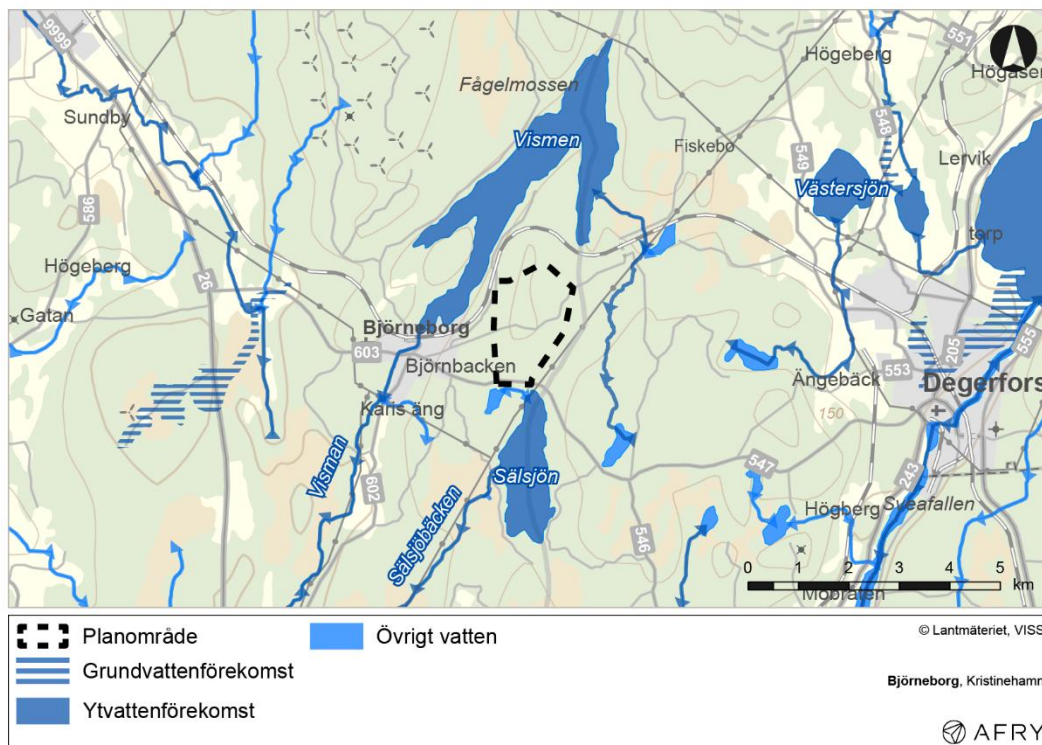 9999
551
Högeberg
Högåsen
Fågelmossen
Sundby
548
Vismen
Fiskebo
549
Lervik
Västersjön
586
torp
Högeberg
26
Gatan
Björneborg
603
555
205
Björnbacken
553
Ängebäck
Degerfors
Karls äng
150
Visman
Sälsjön
547
243
602
Sälsjöbäcken
Högberg
Sveafallen
546
0 1 2 3 4 5
km
Möbråten
Planområde
Övrigt vatten
© Lantmäteriet, VISS
Grundvattenförekomst
Björneborg, Kristinehamn
Ytvattenförekomst
AFRY